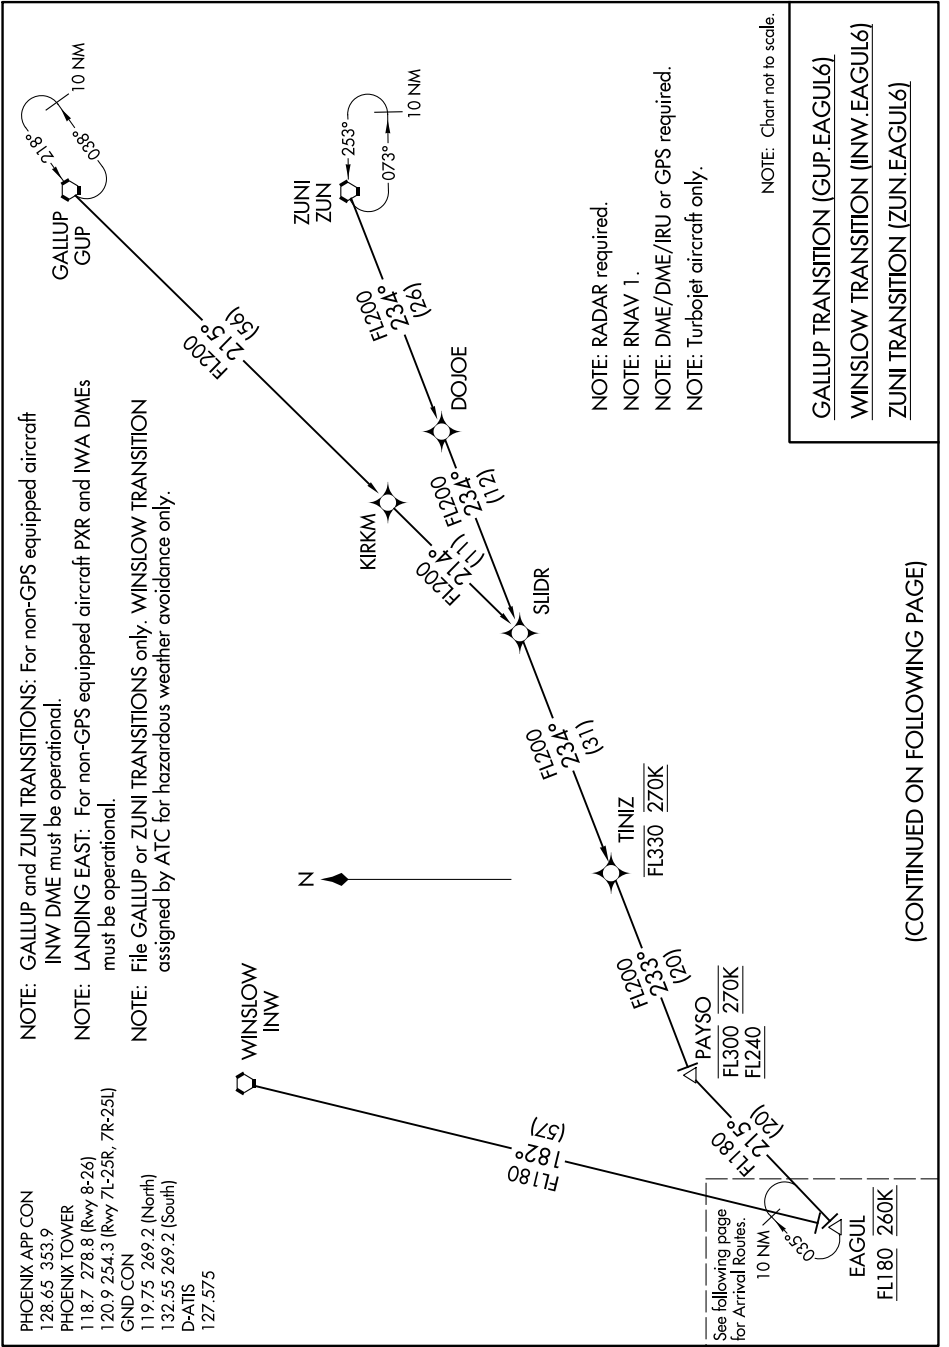 PHOENIX APP CON
128.65 353.9
PHOENIX TOWER
118.7 278.8 (Rwy 8-26)
120.9 254.3 (Rwy 7L-25R, 7R-25L)
GND CON
119.75 269.2 (North)
132.55 269.2 (South)
D-ATIS
127.575
NOTE: GALLUP and ZUNI TRANSITIONS: For non-GPS equipped aircraft
INW DME must be operational.
NOTE: LANDING EAST: For non-GPS equipped aircraft PXR and IWA DMEs
must be operational.
NOTE: File GALLUP or ZUNI TRANSITIONS only. WINSLOW TRANSITION
assigned by ATC for hazardous weather avoidance only.
GALLUP
GUP
218°
038°
10 NM
FL200
215°
(56)
ZUNI
ZUN
253°
073°
10 NM
FL200
234°
(26)
DOJOE
KIRKM
FL200
214°
(11)
FL200
234°
(12)
SLIDR
FL200
234°
(31)
N
TINIZ
FL330 270K
WINSLOW
INW
FL200
233°
(20)
PAYSO
FL300 270K
FL240
FL180
182°
(57)
FL180
215°
(20)
See following page
for Arrival Routes.
10 NM
035°
EAGUL
FL180 260K
NOTE: RADAR required.
NOTE: RNAV 1.
NOTE: DME/DME/IRU or GPS required.
NOTE: Turbojet aircraft only.
NOTE: Chart not to scale.
GALLUP TRANSITION (GUP.EAGUL6)
WINSLOW TRANSITION (INW.EAGUL6)
ZUNI TRANSITION (ZUN.EAGUL6)
(CONTINUED ON FOLLOWING PAGE)